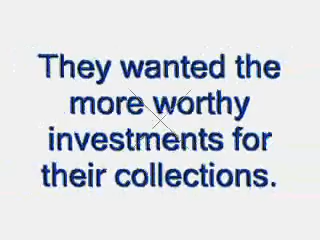 They wanted the
more worthy
investments for
their collections.